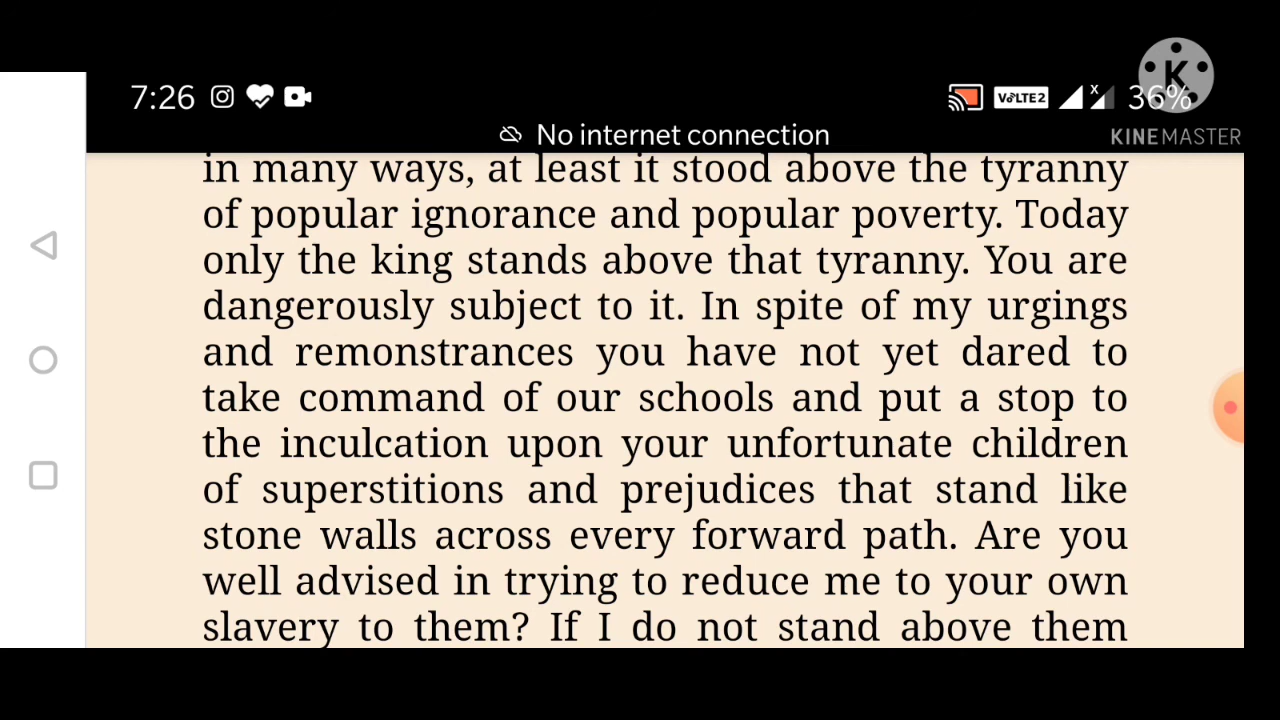 7:26
VoLTE2
X
36%
No internet connection
K
KINEMASTER
in many ways, at least it stood above the tyranny
of popular ignorance and popular poverty. Today
only the king stands above that tyranny. You are
dangerously subject to it. In spite of my urgings
and remonstrances you have not yet dared to
take command of our schools and put a stop to
the inculcation upon your unfortunate children
of superstitions and prejudices that stand like
stone walls across every forward path. Are you
well advised in trying to reduce me to your own
slavery to them? If I do not stand above them